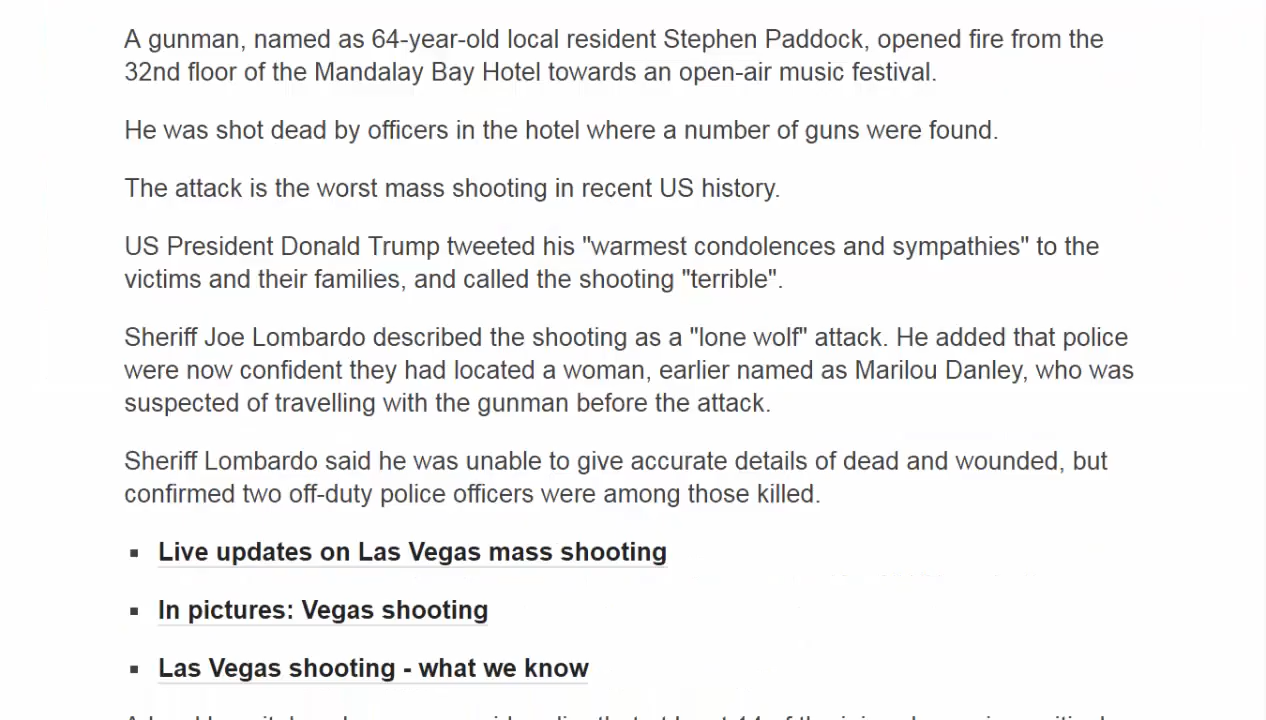 A gunman, named as 64-year-old local resident Stephen Paddock, opened fire from the
32nd floor of the Mandalay Bay Hotel towards an open-air music festival.
He was shot dead by officers in the hotel where a number of guns were found.
The attack is the worst mass shooting in recent US history.
US President Donald Trump tweeted his "warmest condolences and sympathies" to the
victims and their families, and called the shooting "terrible".
Sheriff Joe Lombardo described the shooting as a "lone wolf" attack. He added that police
were now confident they had located a woman, earlier named as Marilou Danley, who was
suspected of travelling with the gunman before the attack.
Sheriff Lombardo said he was unable to give accurate details of dead and wounded, but
confirmed two off-duty police officers were among those killed.
Live updates on Las Vegas mass shooting
In pictures: Vegas shooting
Las Vegas shooting - what we know